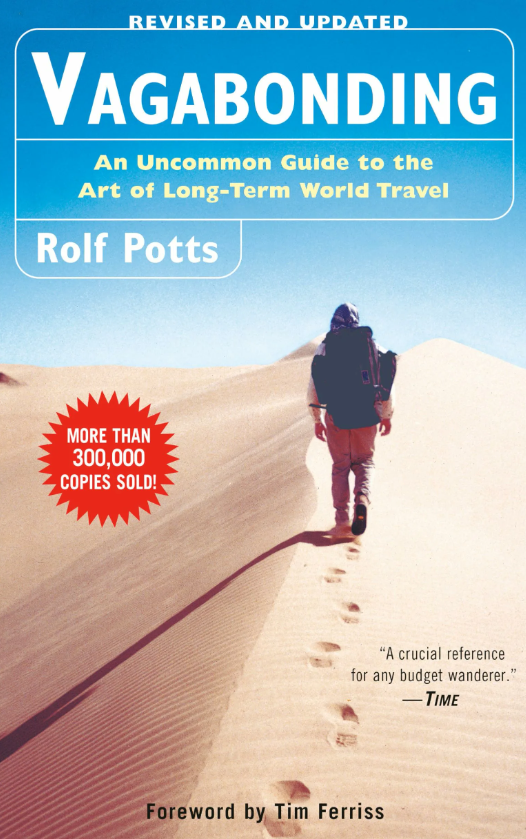 REVISED AND UPDATED
VAGABONDING
An Uncommon Guide to the
Art of Long-Term World Travel
Rolf Potts
MORE THAN
300,000
COPIES SOLD!
“A crucial reference
for any budget wanderer.”
—TIME
Foreword by Tim Ferriss